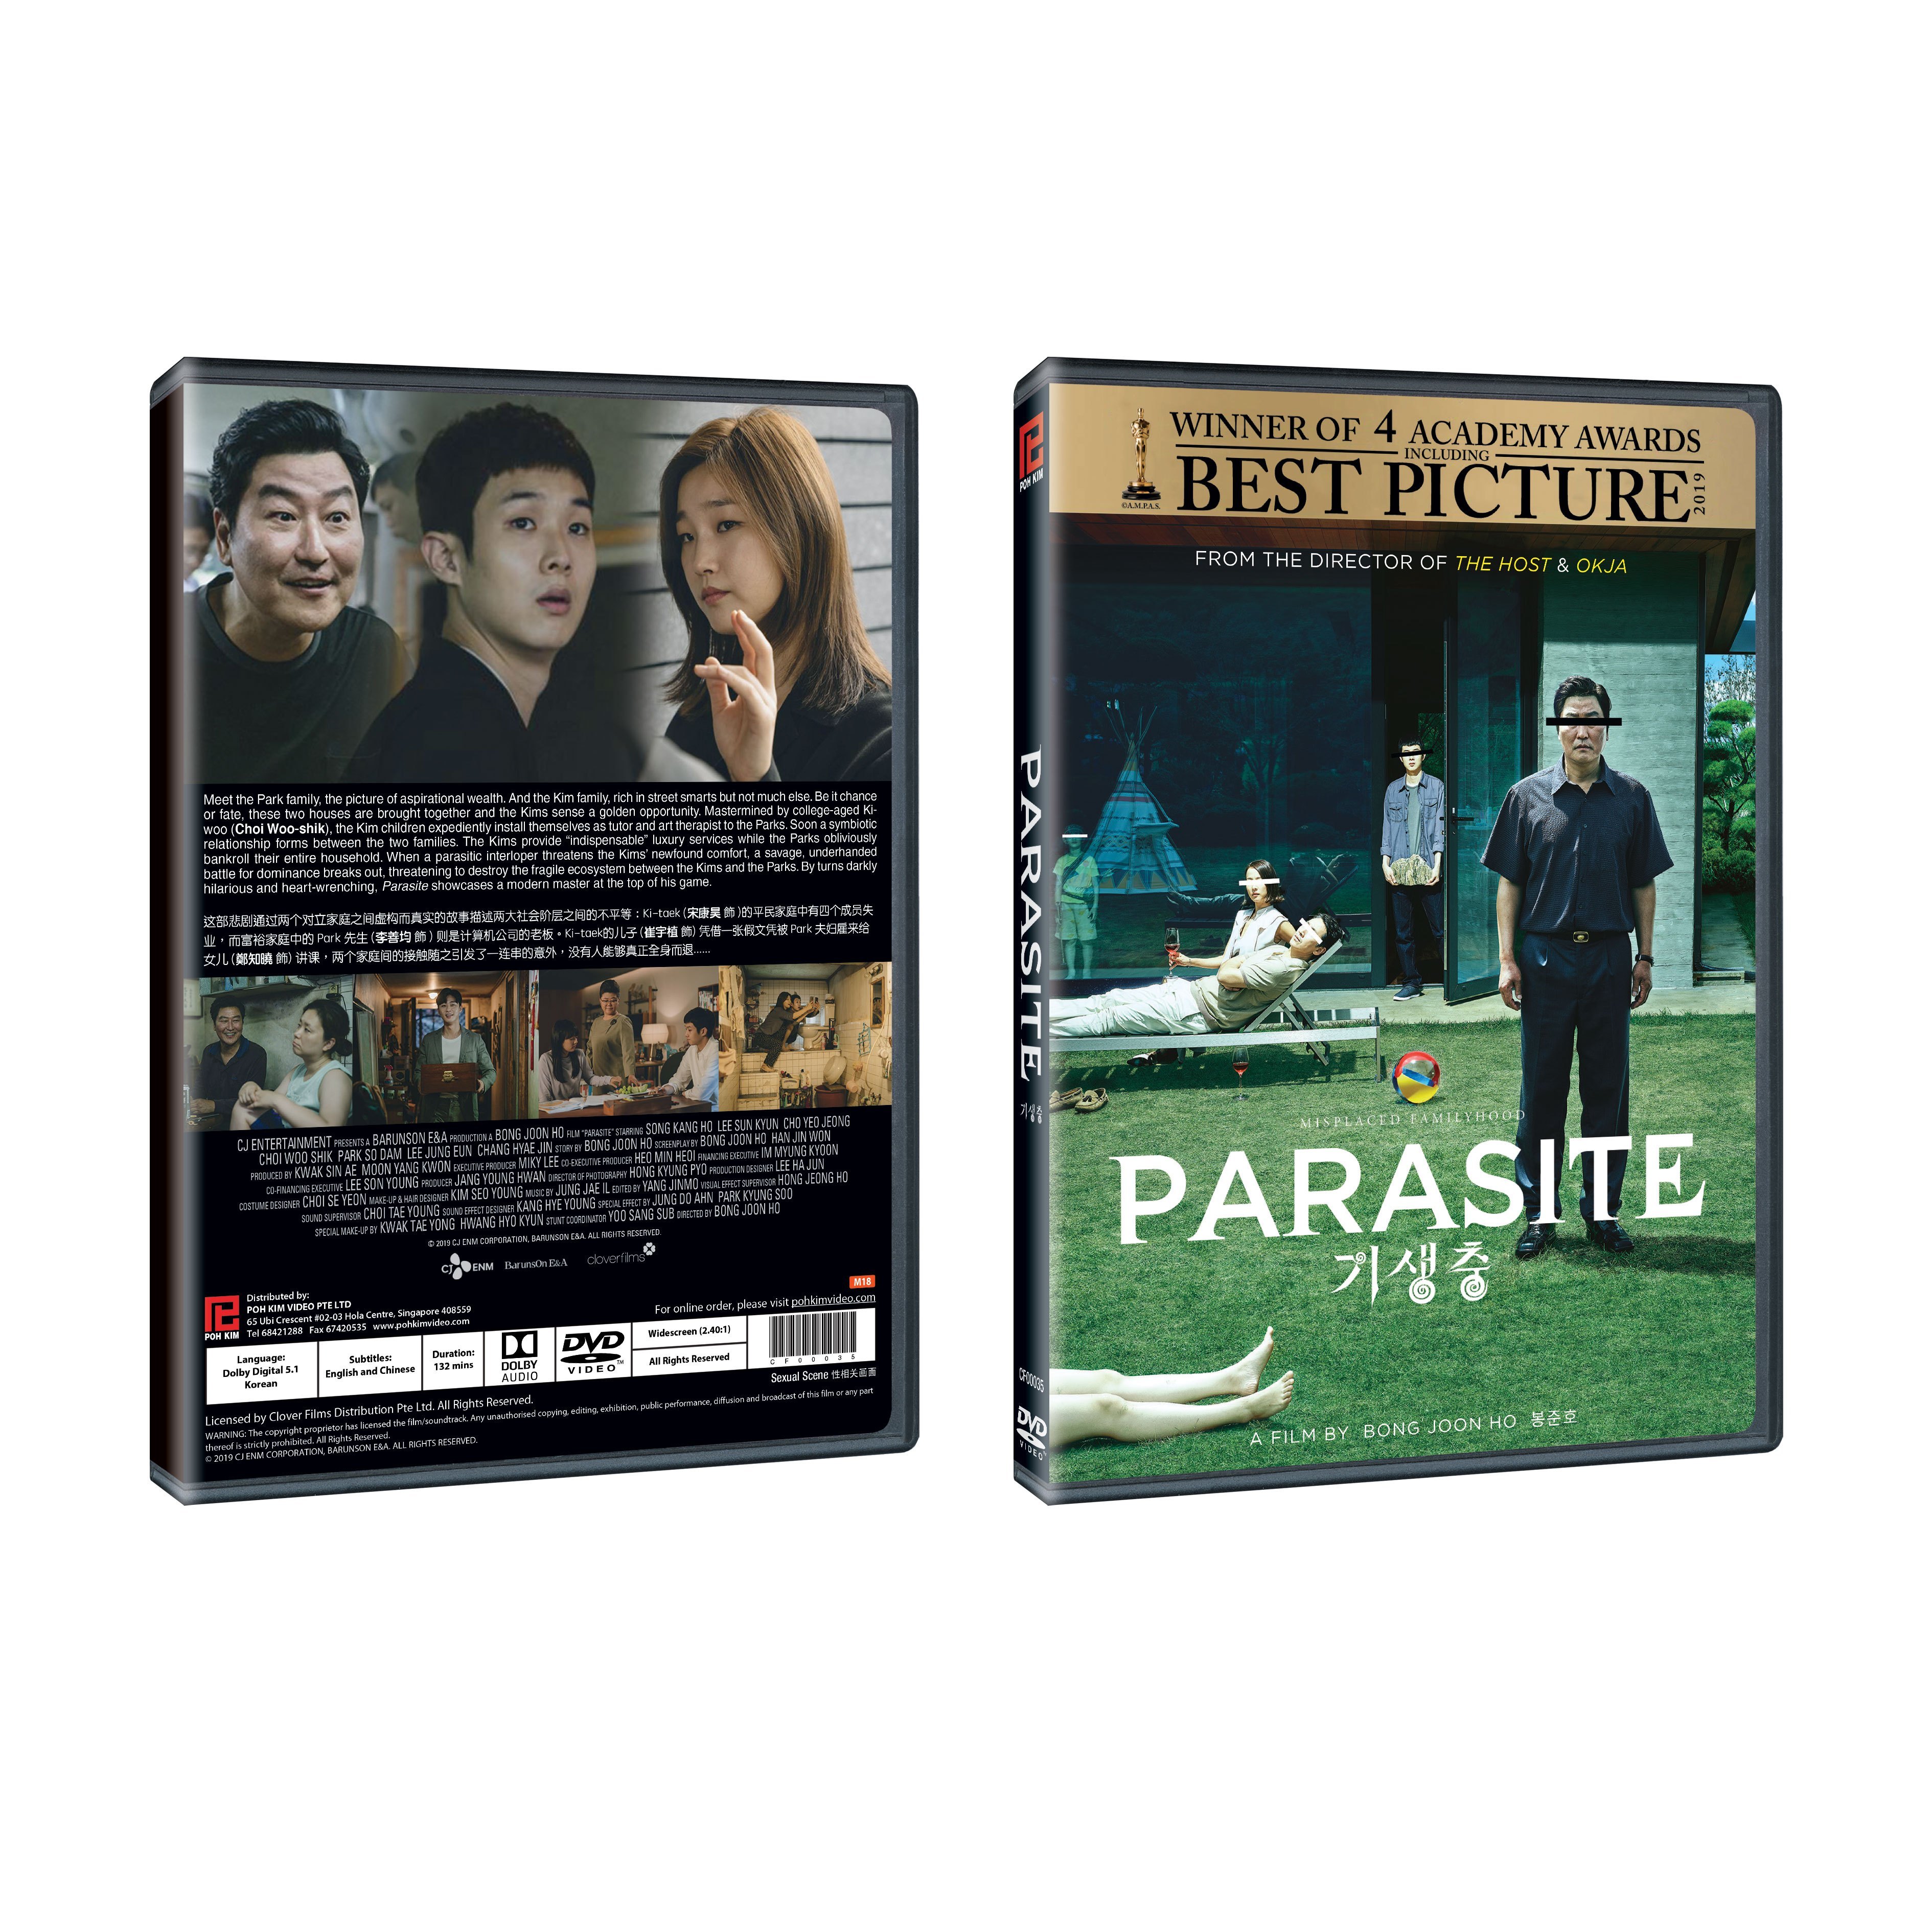 Meet the Park family, the picture of aspirational wealth. And the Kim family, rich in street smarts but not much else. Be it chance
or fate, these two houses are brought together and the Kims sense a golden opportunity. Mastermined by college-aged Ki-
woo (Choi Woo-shik), the Kim children expediently install themselves as tutor and art therapist to the Parks. Soon a symbiotic
relationship forms between the two families. The Kims provide “indispensable” luxury services while the Parks obliviously
bankroll their entire household. When a parasitic interloper threatens the Kims’ newfound comfort, a savage, underhanded
battle for dominance breaks out, threatening to destroy the fragile ecosystem between the Kims and the Parks. By turns darkly
hilarious and heart-wrenching, Parasite showcases a modern master at the top of his game.
这部悲剧通过两个对立家庭之间虚构而真实的故事描述两大社会阶层之间的不平等：Ki-taek (宋康昊 飾 )的平民家庭中有四个成员失
业，而富裕家庭中的 Park 先生 (李善均 飾 ) 则是计算机公司的老板。Ki-taek的儿子 (崔宇植 飾) 凭借一张假文凭被 Park 夫妇雇来给
女儿 (鄭知曉 飾) 讲课，两个家庭间的接触随之引发了一连串的意外，没有人能够真正全身而退......
CJ ENTERTAINMENT PRESENTS A BARUNSON E&A PRODUCTION A BONG JOON HO FILM "PARASITE" STARRING SONG KANG HO LEE SUN KYUN CHO YEO JEONG
CHOI WOO SHIK PARK SO DAM LEE JUNG EUN CHANG HYAE JIN STORY BY BONG JOON HO SCREENPLAY BY BONG JOON HO HAN JIN WON
PRODUCED BY KWAK SIN AE MOON YANG KWON EXECUTIVE PRODUCER MIKY LEE CO-EXECUTIVE PRODUCER HEO MIN HEOI FINANCING EXECUTIVE IM MYUNG KYOON
CO-FINANCING EXECUTIVE LEE SON YOUNG PRODUCER JANG YOUNG HWAN DIRECTOR OF PHOTOGRAPHY HONG KYUNG PYO PRODUCTION DESIGNER LEE HA JUN
COSTUME DESIGNER CHOI SE YEON MAKE-UP & HAIR DESIGNER KIM SEO YOUNG MUSIC BY JUNG JAE IL EDITED BY YANG JINMO VISUAL EFFECT SUPERVISOR HONG JEONG HO
SOUND SUPERVISOR CHOI TAE YOUNG SOUND EFFECT DESIGNER KANG HYE YOUNG SPECIAL EFFECT BY JUNG DO AHN PARK KYUNG SOO
SPECIAL MAKE-UP BY KWAK TAE YONG HWANG HYO KYUN STUNT COORDINATOR YOO SANG SUB DIRECTED BY BONG JOON HO
© 2019 CJ ENM CORPORATION, BARUNSON E&A. ALL RIGHTS RESERVED.
CJ ENM BarunsOn E&A cloverfilms
M18
POH KIM
Distributed by:
POH KIM VIDEO PTE LTD
65 Ubi Crescent #02-03 Hola Centre, Singapore 408559
Tel 68421288 Fax 67420535 www.pohkimvideo.com
For online order, please visit pohkimvideo.com
Language:
Dolby Digital 5.1
Korean
Subtitles:
English and Chinese
Duration:
132 mins
DOLBY
AUDIO
DVD
VIDEO™
Widescreen (2.40:1)
All Rights Reserved
CF00035
Sexual Scene 性相关画面
Licensed by Clover Films Distribution Pte Ltd. All Rights Reserved.
WARNING: The copyright proprietor has licensed the film/soundtrack. Any unauthorised copying, editing, exhibition, public performance, diffusion and broadcast of this film or any part
thereof is strictly prohibited. All Rights Reserved.
© 2019 CJ ENM CORPORATION, BARUNSON E&A. ALL RIGHTS RESERVED.
POH KIM
PARASITE
기생충
CF00035
DVD
VIDEO™
WINNER OF 4 ACADEMY AWARDS
INCLUDING
BEST PICTURE 2019
©A.M.P.A.S.
FROM THE DIRECTOR OF THE HOST & OKJA
MISPLACED FAMILYHOOD
PARASITE
기생충
A FILM BY BONG JOON HO 봉준호